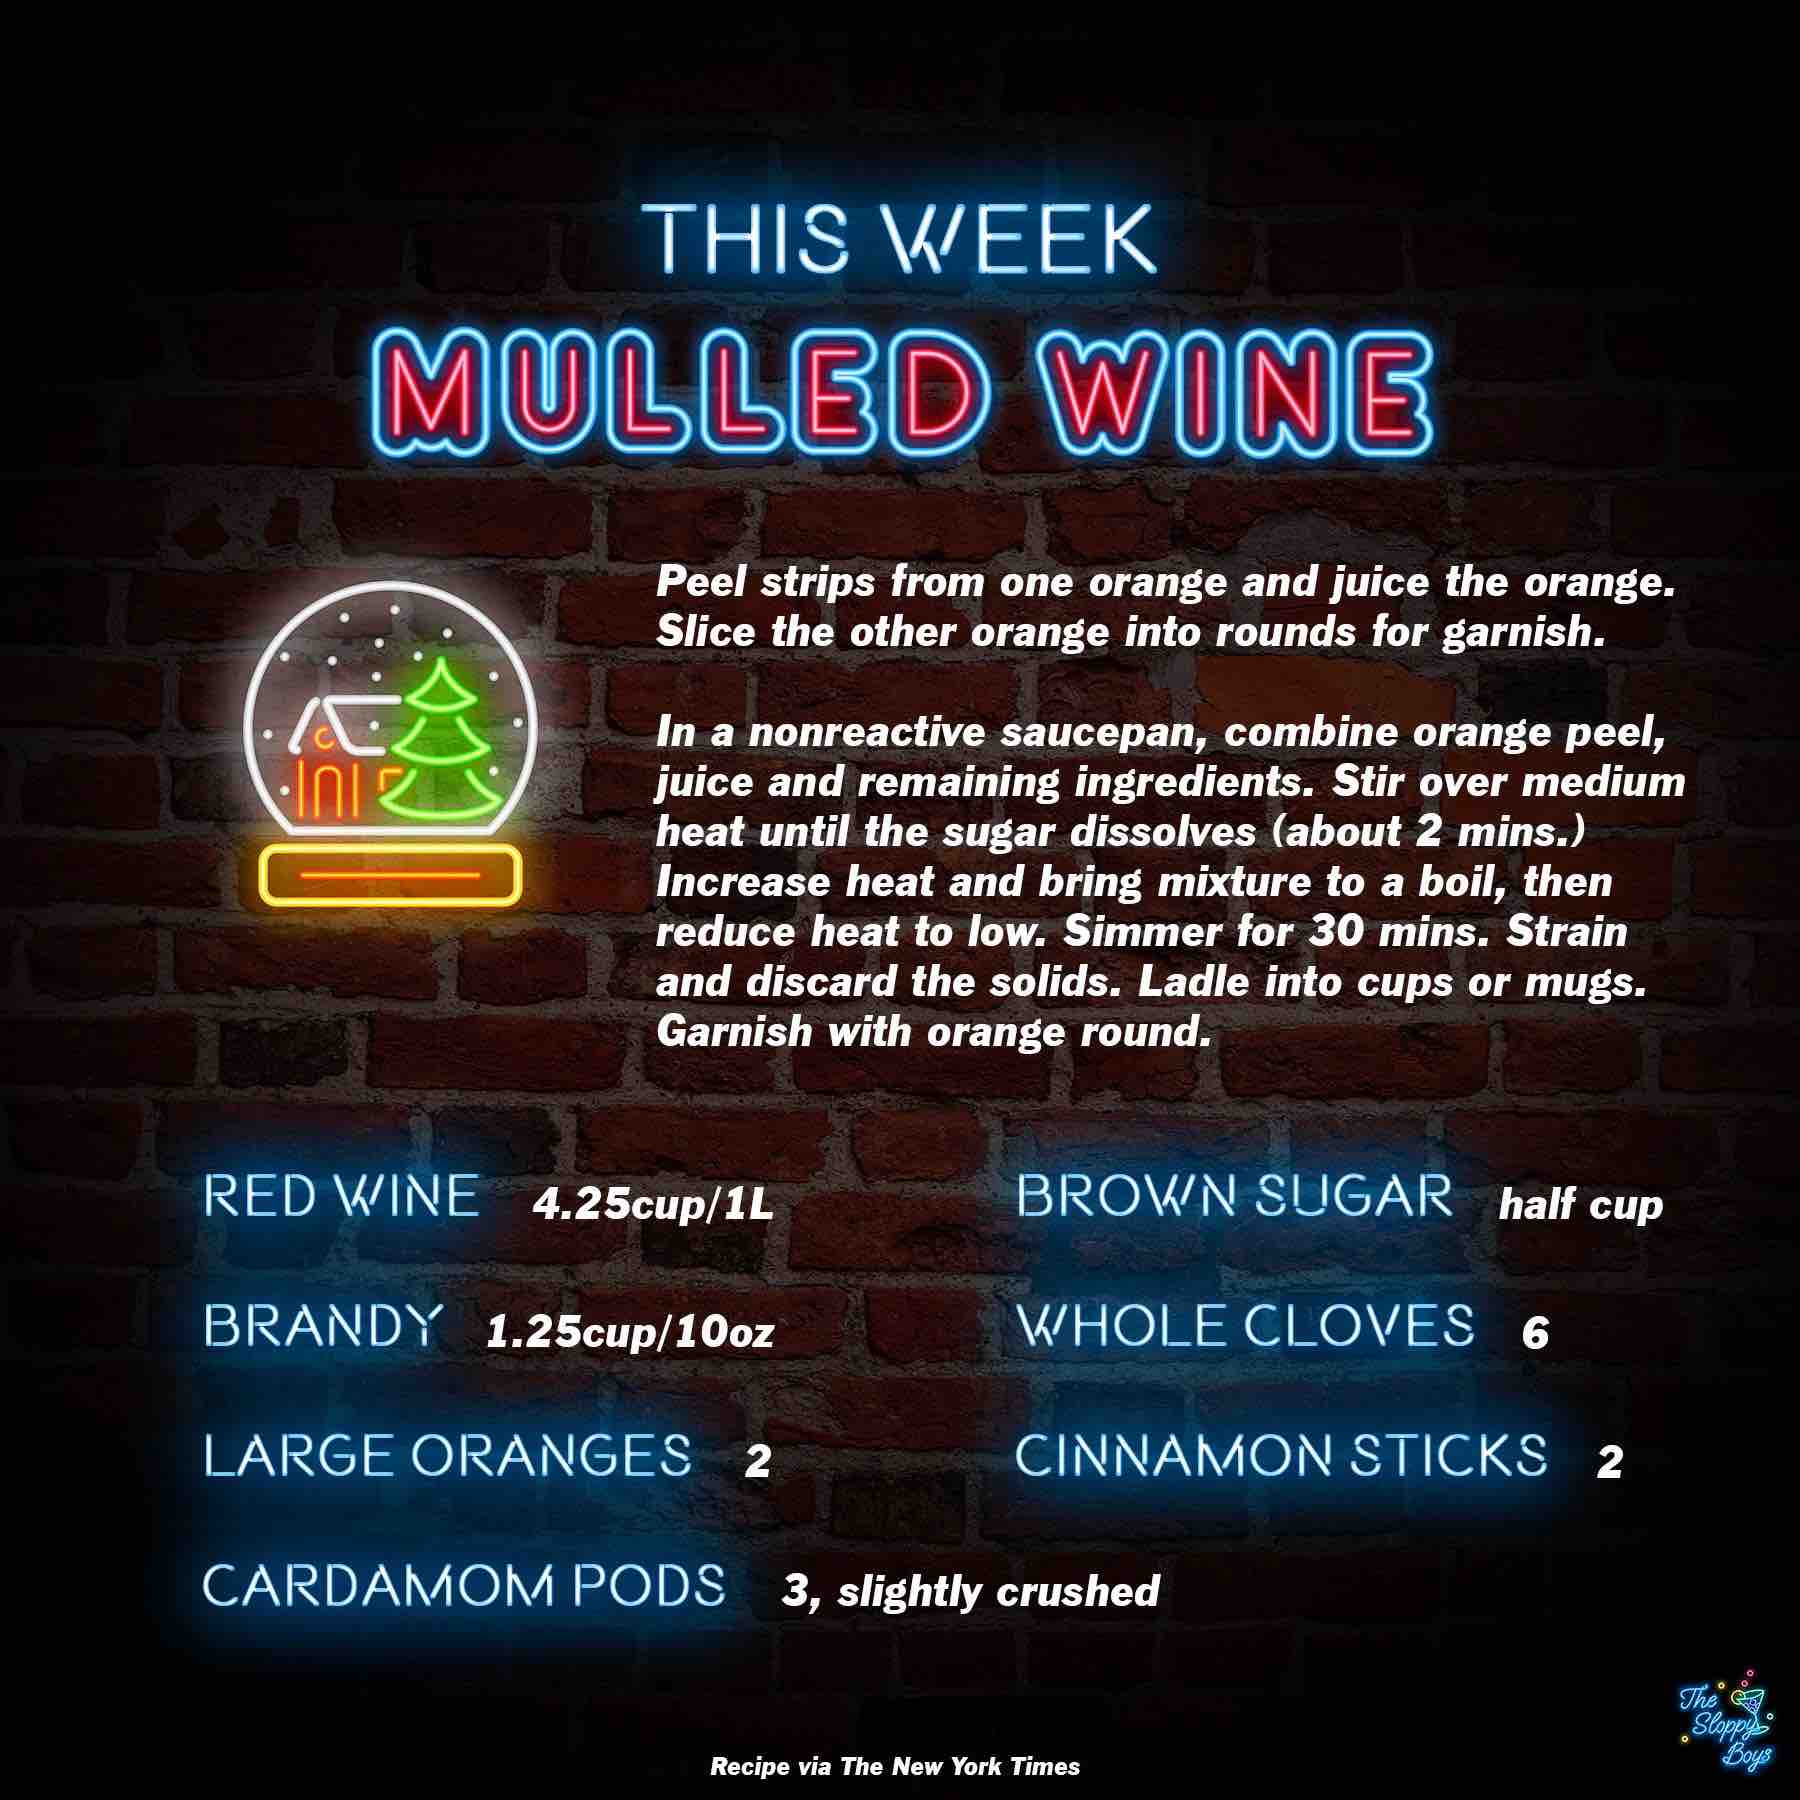 THIS WEEK
MULLED WINE
Peel strips from one orange and juice the orange.
Slice the other orange into rounds for garnish.
In a nonreactive saucepan, combine orange peel,
juice and remaining ingredients. Stir over medium
heat until the sugar dissolves (about 2 mins.)
Increase heat and bring mixture to a boil, then
reduce heat to low. Simmer for 30 mins. Strain
and discard the solids. Ladle into cups or mugs.
Garnish with orange round.
RED WINE 4.25cup/1L
BROWN SUGAR half cup
BRANDY 1.25cup/10oz
WHOLE CLOVES 6
LARGE ORANGES 2
CINNAMON STICKS 2
CARDAMOM PODS 3, slightly crushed
The
Sloppy
Boys
Recipe via The New York Times